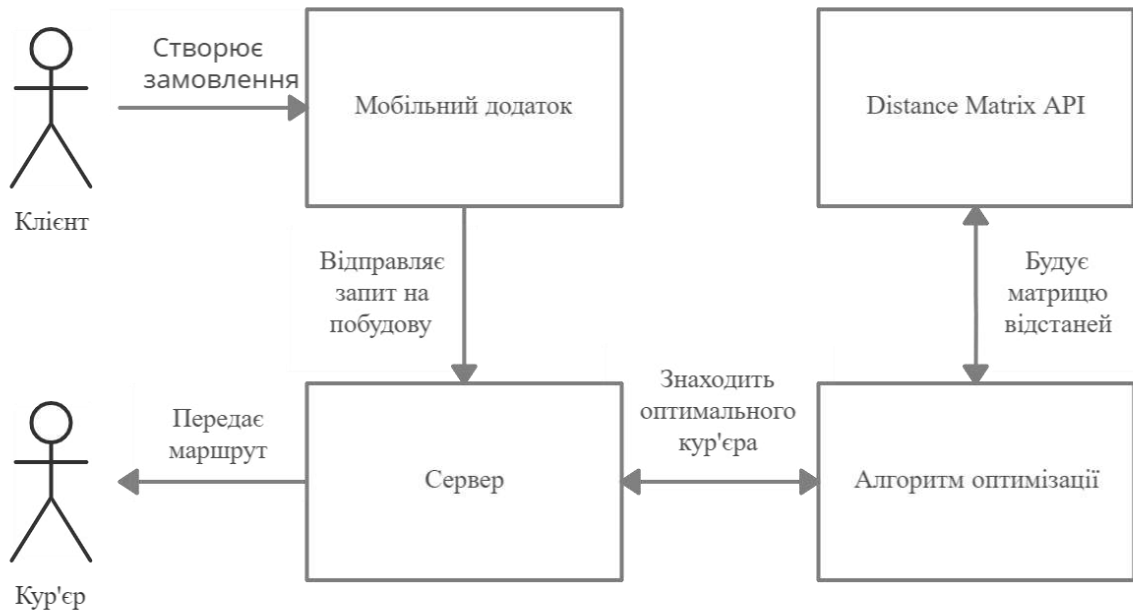 Створює
замовлення
Мобільний додаток
Distance Matrix API
Клієнт
Відправляє
запит на
побудову
Будує
матрицю
відстаней
Передає
маршрут
Сервер
Знаходить
оптимального
кур'єра
Алгоритм оптимізації
Кур'єр